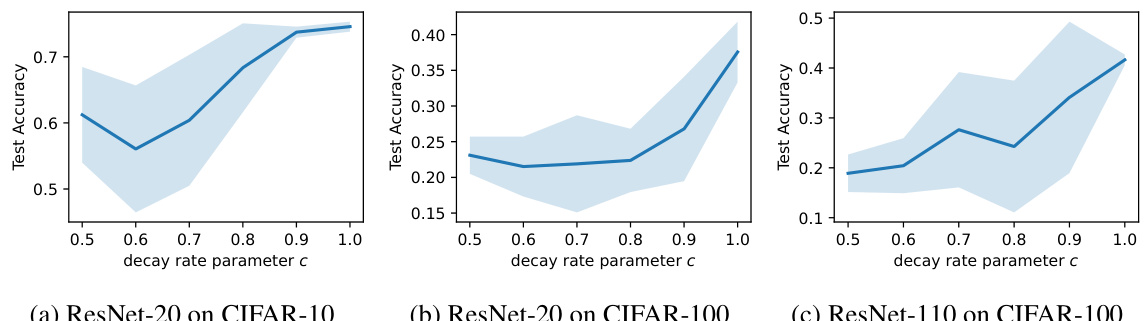 0.7
0.6
0.5
Test Accuracy
0.5 0.6 0.7 0.8 0.9 1.0
decay rate parameter c
(a) ResNet-20 on CIFAR-10
0.40
0.35
0.30
0.25
0.20
0.15
Test Accuracy
0.5 0.6 0.7 0.8 0.9 1.0
decay rate parameter c
(b) ResNet-20 on CIFAR-100
0.5
0.4
0.3
0.2
0.1
Test Accuracy
0.5 0.6 0.7 0.8 0.9 1.0
decay rate parameter c
(c) ResNet-110 on CIFAR-100